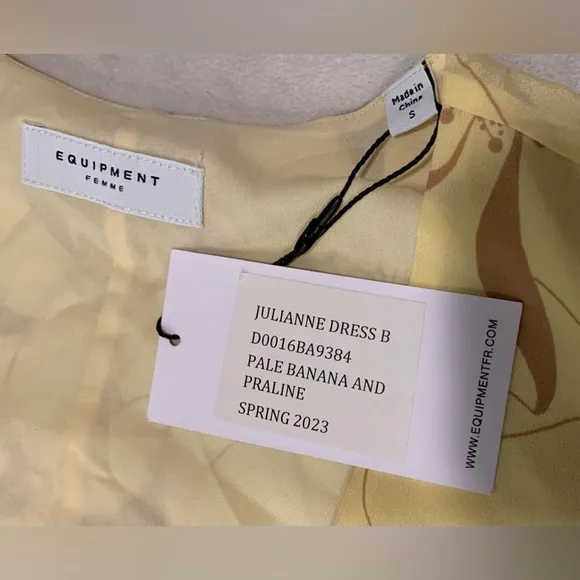 EQUIPMENT
FEMME
Made in
China
S
JULIANNE DRESS B
D0016BA9384
PALE BANANA AND
PRALINE
SPRING 2023
WWW.EQUIPMENTFR.COM